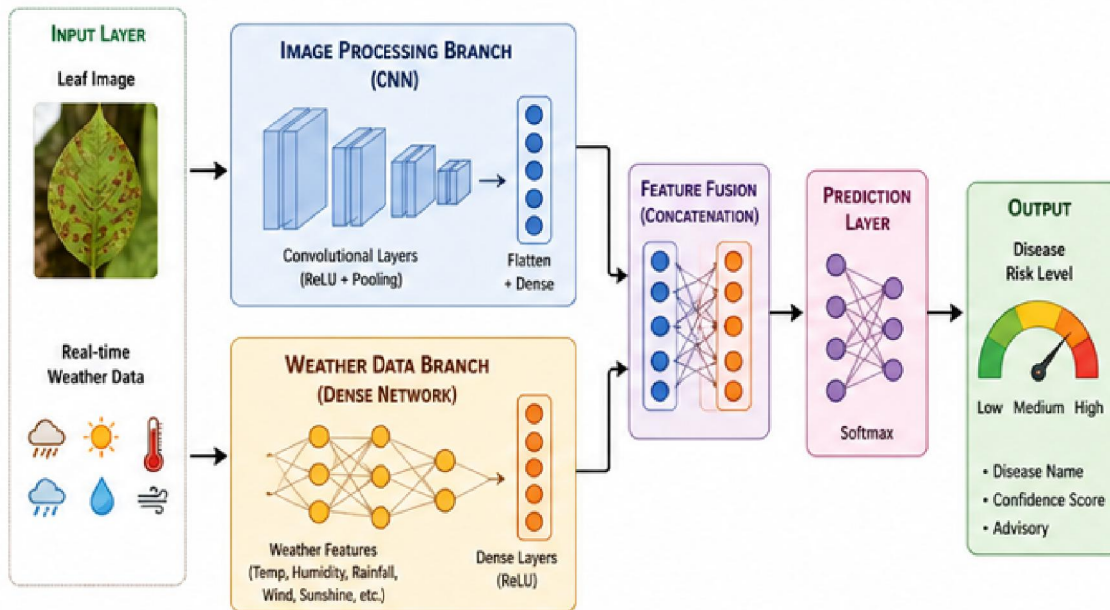 INPUT LAYER
Leaf Image
Real-time
Weather Data
IMAGE PROCESSING BRANCH
(CNN)
Convolutional Layers
(ReLU + Pooling)
Flatten
+ Dense
WEATHER DATA BRANCH
(DENSE NETWORK)
Weather Features
(Temp, Humidity, Rainfall,
Wind, Sunshine, etc.)
Dense Layers
(ReLU)
FEATURE FUSION
(CONCATENATION)
PREDICTION
LAYER
Softmax
OUTPUT
Disease
Risk Level
Low Medium High
• Disease Name
• Confidence Score
• Advisory